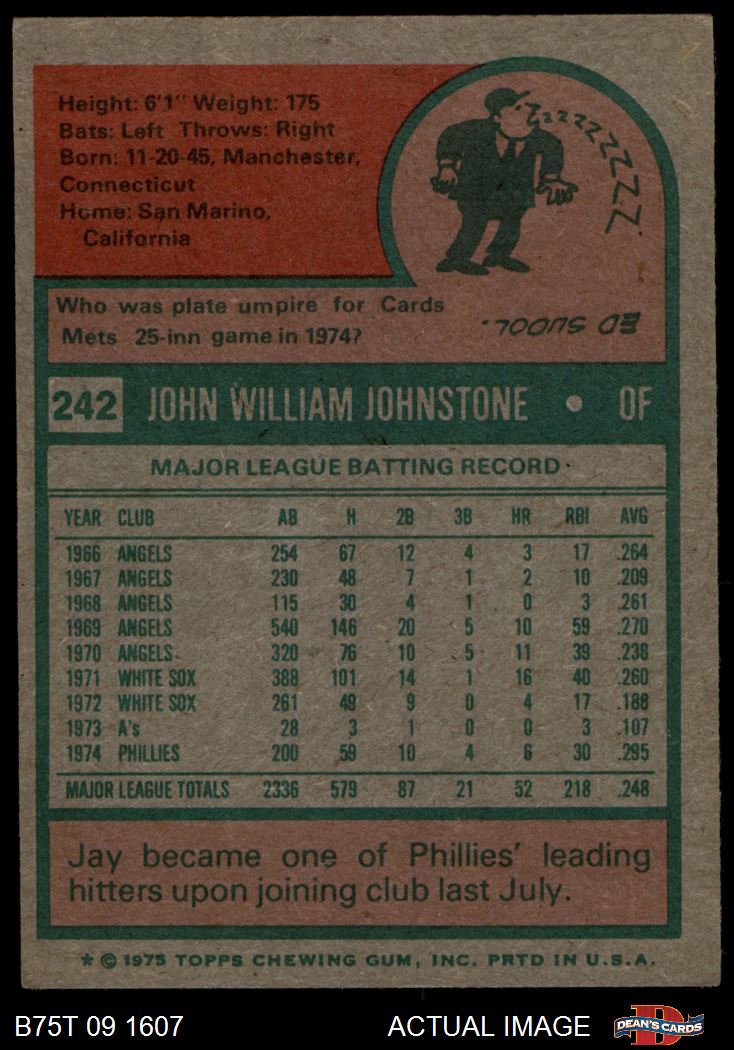 Height: 6'1" Weight: 175
Bats: Left Throws: Right
Born: 11-20-45, Manchester,
Connecticut
Home: San Marino,
California
Zzzzzzzzz
Who was plate umpire for Cards
Mets 25-inn game in 1974?
ED SUDOL.
242 JOHN WILLIAM JOHNSTONE • OF
MAJOR LEAGUE BATTING RECORD
YEAR CLUB AB H 2B 3B HR RBI AVG
1966 ANGELS 254 67 12 4 3 17 .264
1967 ANGELS 230 48 7 1 2 10 .209
1968 ANGELS 115 30 4 1 0 3 .261
1969 ANGELS 540 146 20 5 10 59 .270
1970 ANGELS 320 76 10 5 11 39 .238
1971 WHITE SOX 388 101 14 1 16 40 .260
1972 WHITE SOX 261 49 9 0 4 17 .188
1973 A's 28 3 1 0 0 3 .107
1974 PHILLIES 200 59 10 4 6 30 .295
MAJOR LEAGUE TOTALS 2336 579 87 21 52 218 .248
Jay became one of Phillies' leading
hitters upon joining club last July.
* © 1975 TOPPS CHEWING GUM, INC. PRTD IN U.S.A.
B75T 09 1607 ACTUAL IMAGE D DEAN'S CARDS